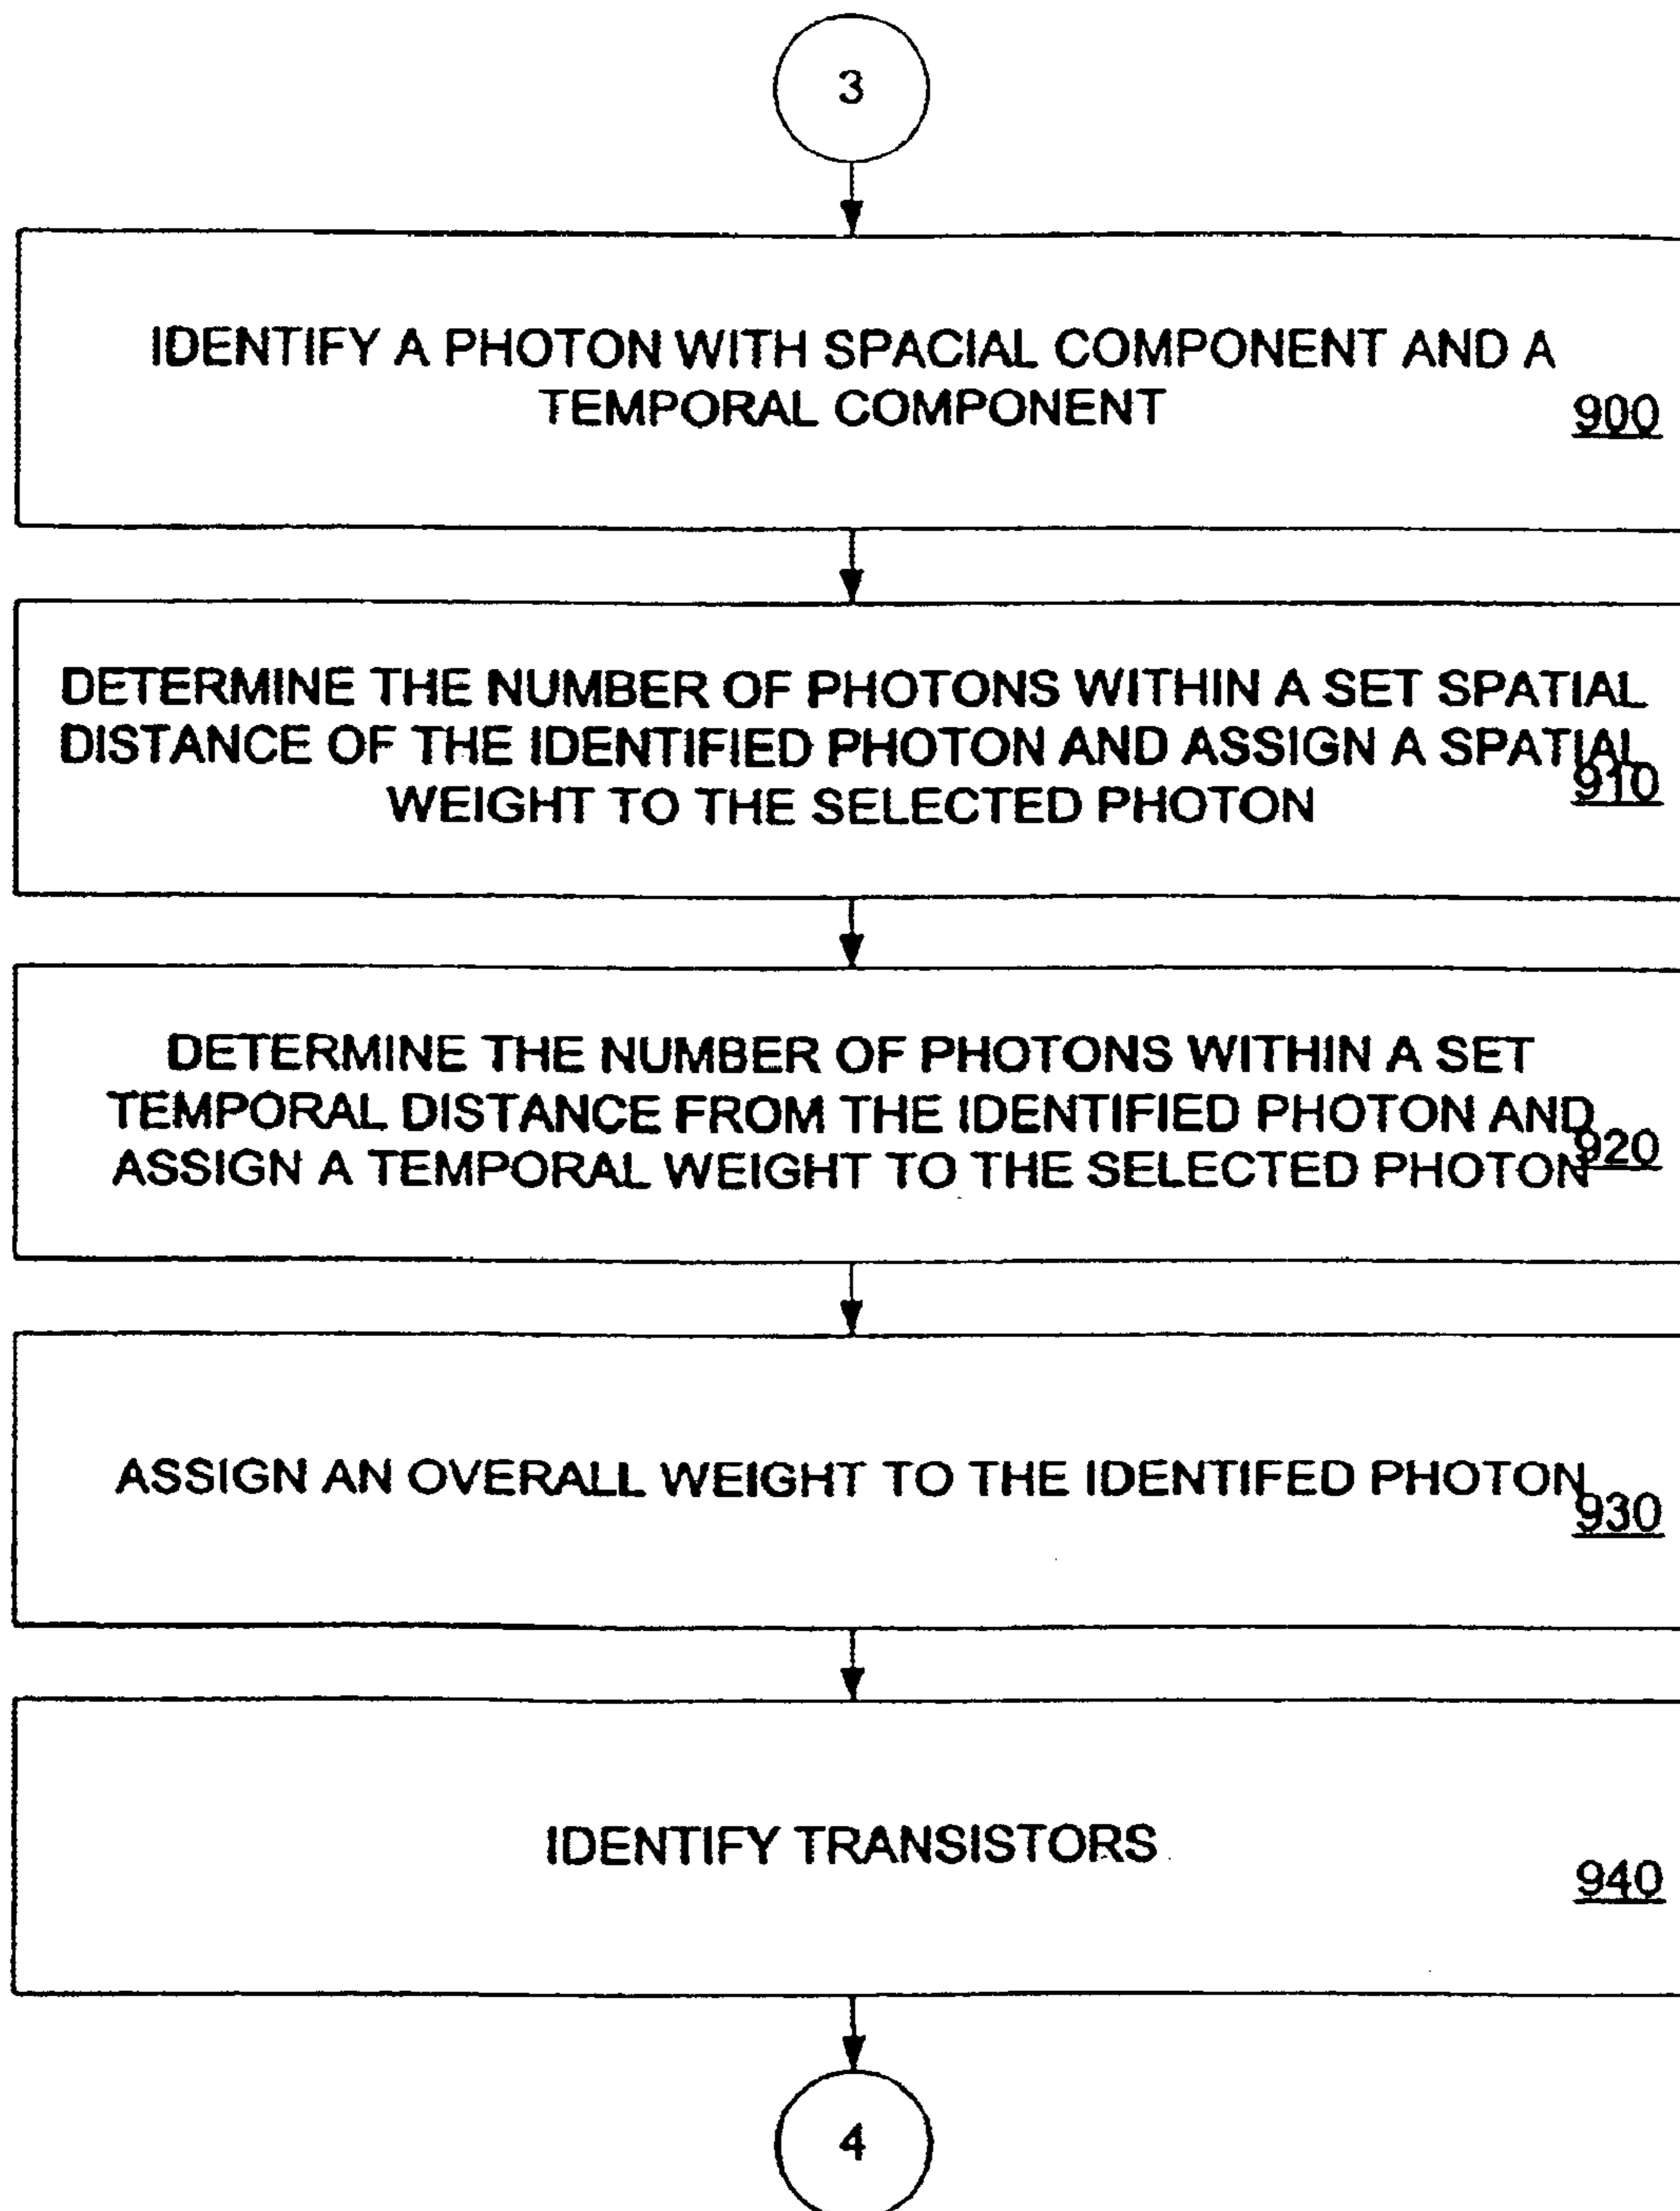 3
IDENTIFY A PHOTON WITH SPACIAL COMPONENT AND A
TEMPORAL COMPONENT
900
DETERMINE THE NUMBER OF PHOTONS WITHIN A SET SPATIAL
DISTANCE OF THE IDENTIFIED PHOTON AND ASSIGN A SPATIAL
WEIGHT TO THE SELECTED PHOTON
910
DETERMINE THE NUMBER OF PHOTONS WITHIN A SET
TEMPORAL DISTANCE FROM THE IDENTIFIED PHOTON AND
ASSIGN A TEMPORAL WEIGHT TO THE SELECTED PHOTON
920
ASSIGN AN OVERALL WEIGHT TO THE IDENTIFED PHOTON
930
IDENTIFY TRANSISTORS
940
4